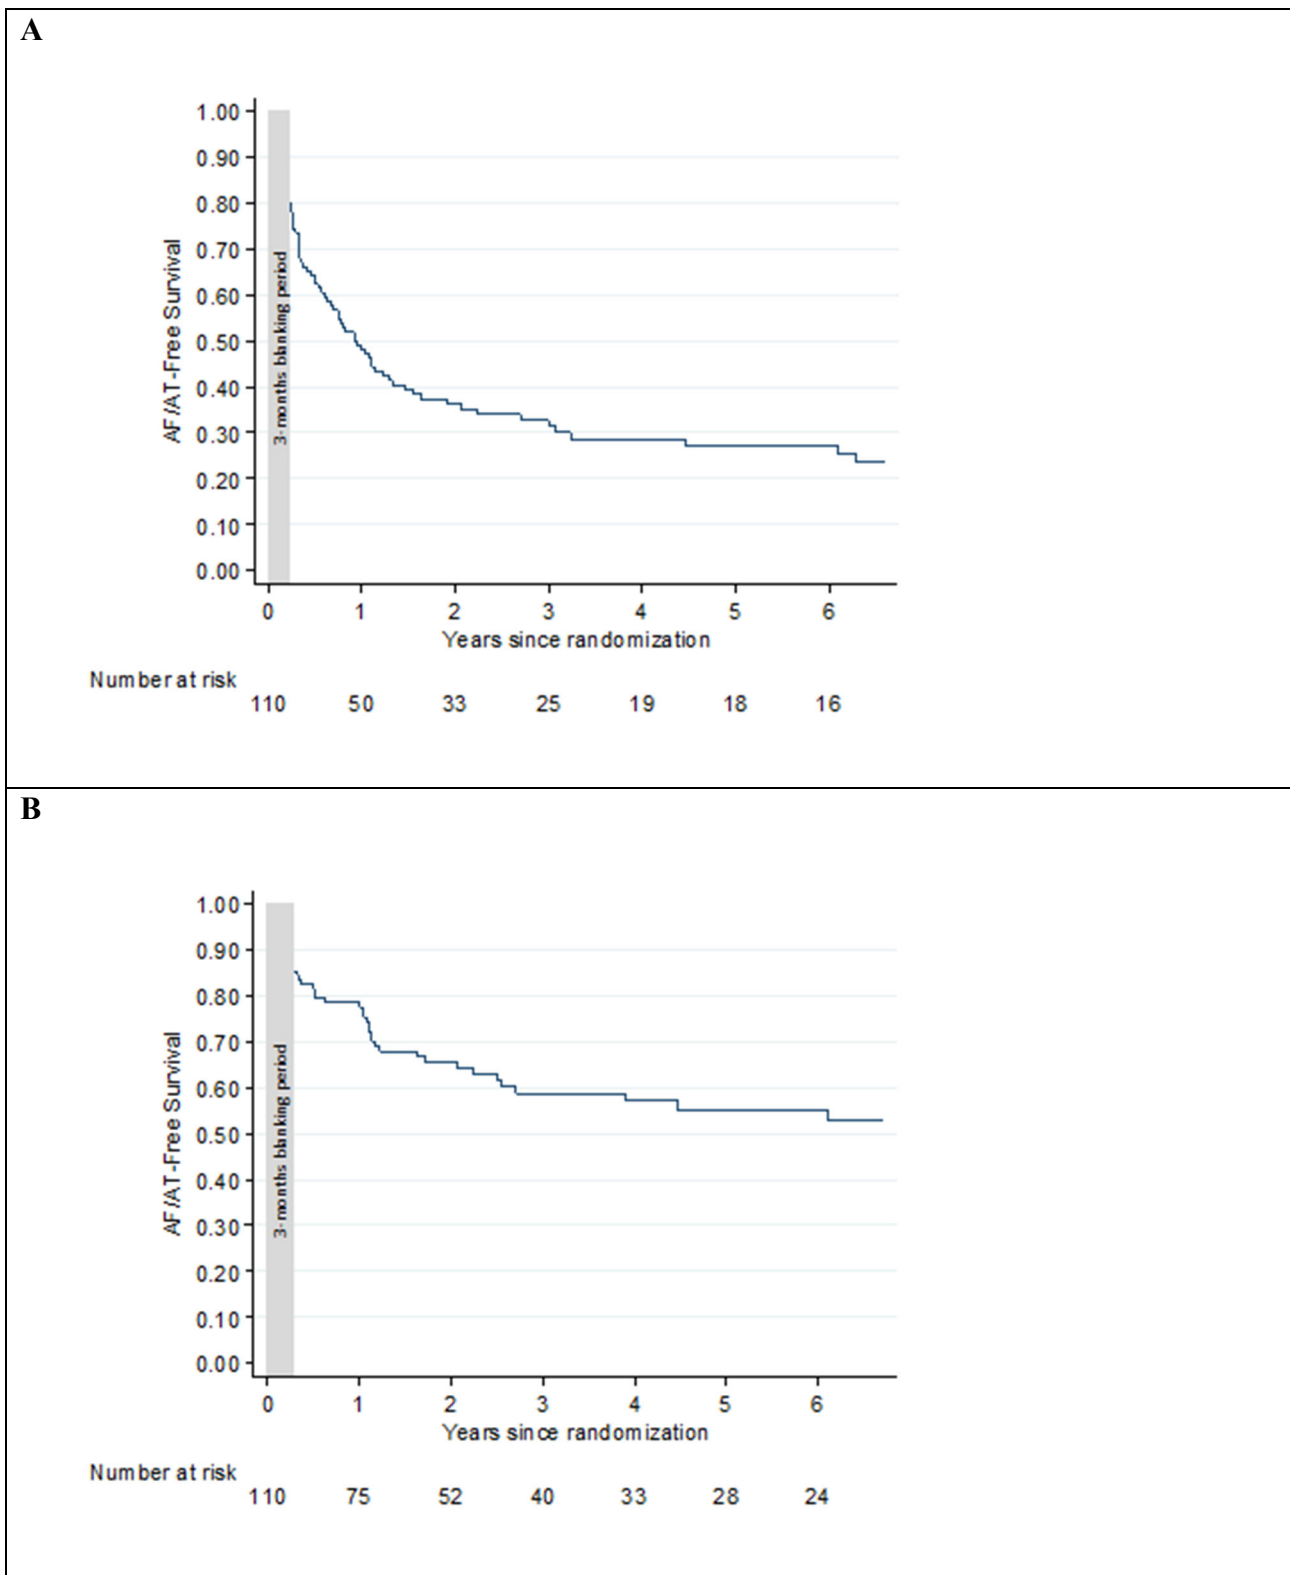 A
1.00
0.90
0.80
0.70
0.60
0.50
0.40
0.30
0.20
0.10
0.00
AF/AT-Free Survival
3-months blanking period
0 1 2 3 4 5 6
Years since randomization
Number at risk
110 50 33 25 19 18 16
B
1.00
0.90
0.80
0.70
0.60
0.50
0.40
0.30
0.20
0.10
0.00
AF/AT-Free Survival
3-months blanking period
0 1 2 3 4 5 6
Years since randomization
Number at risk
110 75 52 40 33 28 24